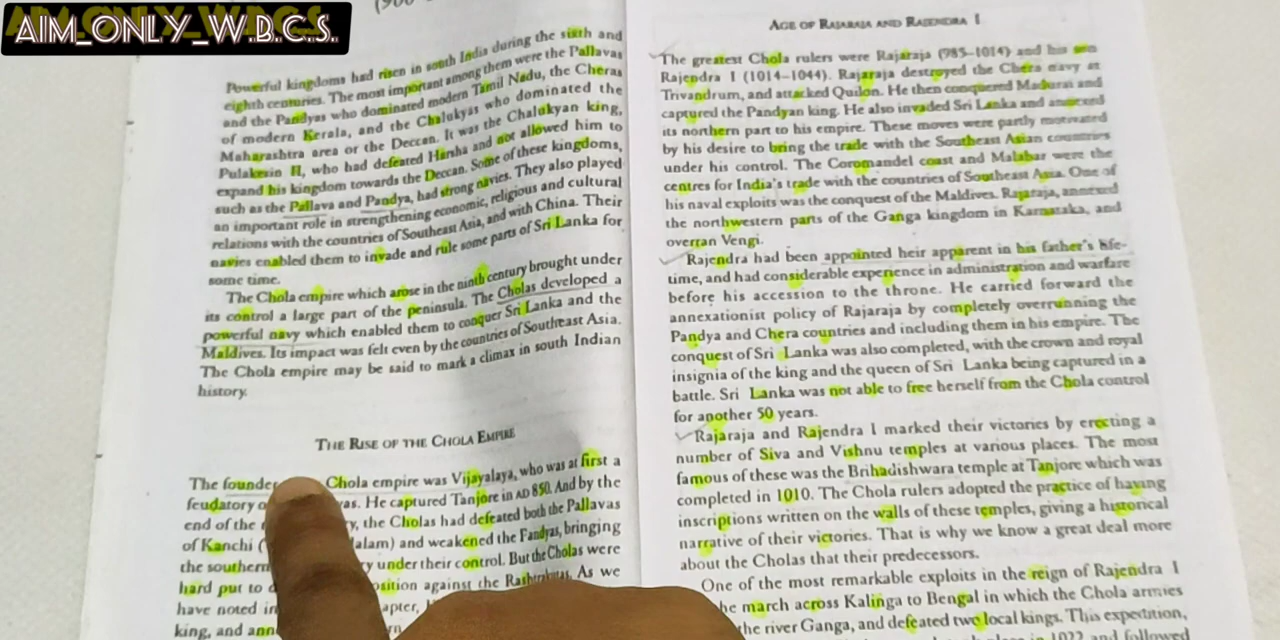 AIM_ONLY_W.B.C.S.
Powerful kingdoms had risen in south India during the sixth and
eighth centuries. The most important among them were the Pallavas
and the Pandyas who dominated modern Tamil Nadu, the Cheras
of modern Kerala, and the Chalukyas who dominated the
Maharashtra area or the Deccan. It was the Chalukyan king,
Pulakesin II, who had defeated Harsha and not allowed him to
expand his kingdom towards the Deccan. Some of these kingdoms,
such as the Pallava and Pandya, had strong navies. They also played
an important role in strengthening economic, religious and cultural
relations with the countries of Southeast Asia, and with China. Their
navies enabled them to invade and rule some parts of Sri Lanka for
some time.
The Chola empire which arose in the ninth century brought under
its control a large part of the peninsula. The Cholas developed a
powerful navy which enabled them to conquer Sri Lanka and the
Maldives. Its impact was felt even by the countries of Southeast Asia.
The Chola empire may be said to mark a climax in south Indian
history.
THE RISE OF THE CHOLA EMPIRE
The Chola empire was Vijayalaya, who was at first a
feudatory He captured Tanjore in AD 850. And by the
end of the the Cholas had defeated both the Pallavas
of Kanchi and weakened the Pandyas, bringing
the southern under their control. But the Cholas were
hard put to against the As we
have noted in
king, and
AGE OF RAJARAJA AND RAJENDRA I
The greatest Chola rulers were Rajaraja (985–1014) and his son
Rajendra I (1014–1044). Rajaraja destroyed the Chera navy at
Trivandrum, and attacked Quilon. He then conquered Madurai and
captured the Pandyan king. He also invaded Sri Lanka and annexed
its northern part to his empire. These moves were partly motivated
by his desire to bring the trade with the Southeast Asian countries
under his control. The Coromandel coast and Malabar were the
centres for India's trade with the countries of Southeast Asia. One of
his naval exploits was the conquest of the Maldives. Rajaraja, annexed
the northwestern parts of the Ganga kingdom in Karnataka, and
overran Vengi.
Rajendra had been appointed heir apparent in his father's life-
time, and had considerable experience in administration and warfare
before his accession to the throne. He carried forward the
annexationist policy of Rajaraja by completely overrunning the
Pandya and Chera countries and including them in his empire. The
conquest of Sri Lanka was also completed, with the crown and royal
insignia of the king and the queen of Sri Lanka being captured in a
battle. Sri Lanka was not able to free herself from the Chola control
for another 50 years.
Rajaraja and Rajendra I marked their victories by erecting a
number of Siva and Vishnu temples at various places. The most
famous of these was the Brihadishwara temple at Tanjore which was
completed in 1010. The Chola rulers adopted the practice of having
inscriptions written on the walls of these temples, giving a historical
narrative of their victories. That is why we know a great deal more
about the Cholas that their predecessors.
One of the most remarkable exploits in the reign of Rajendra I
march across Kalinga to Bengal in which the Chola armies
the river Ganga, and defeated two local kings. This expedition,
in 1022 and followed